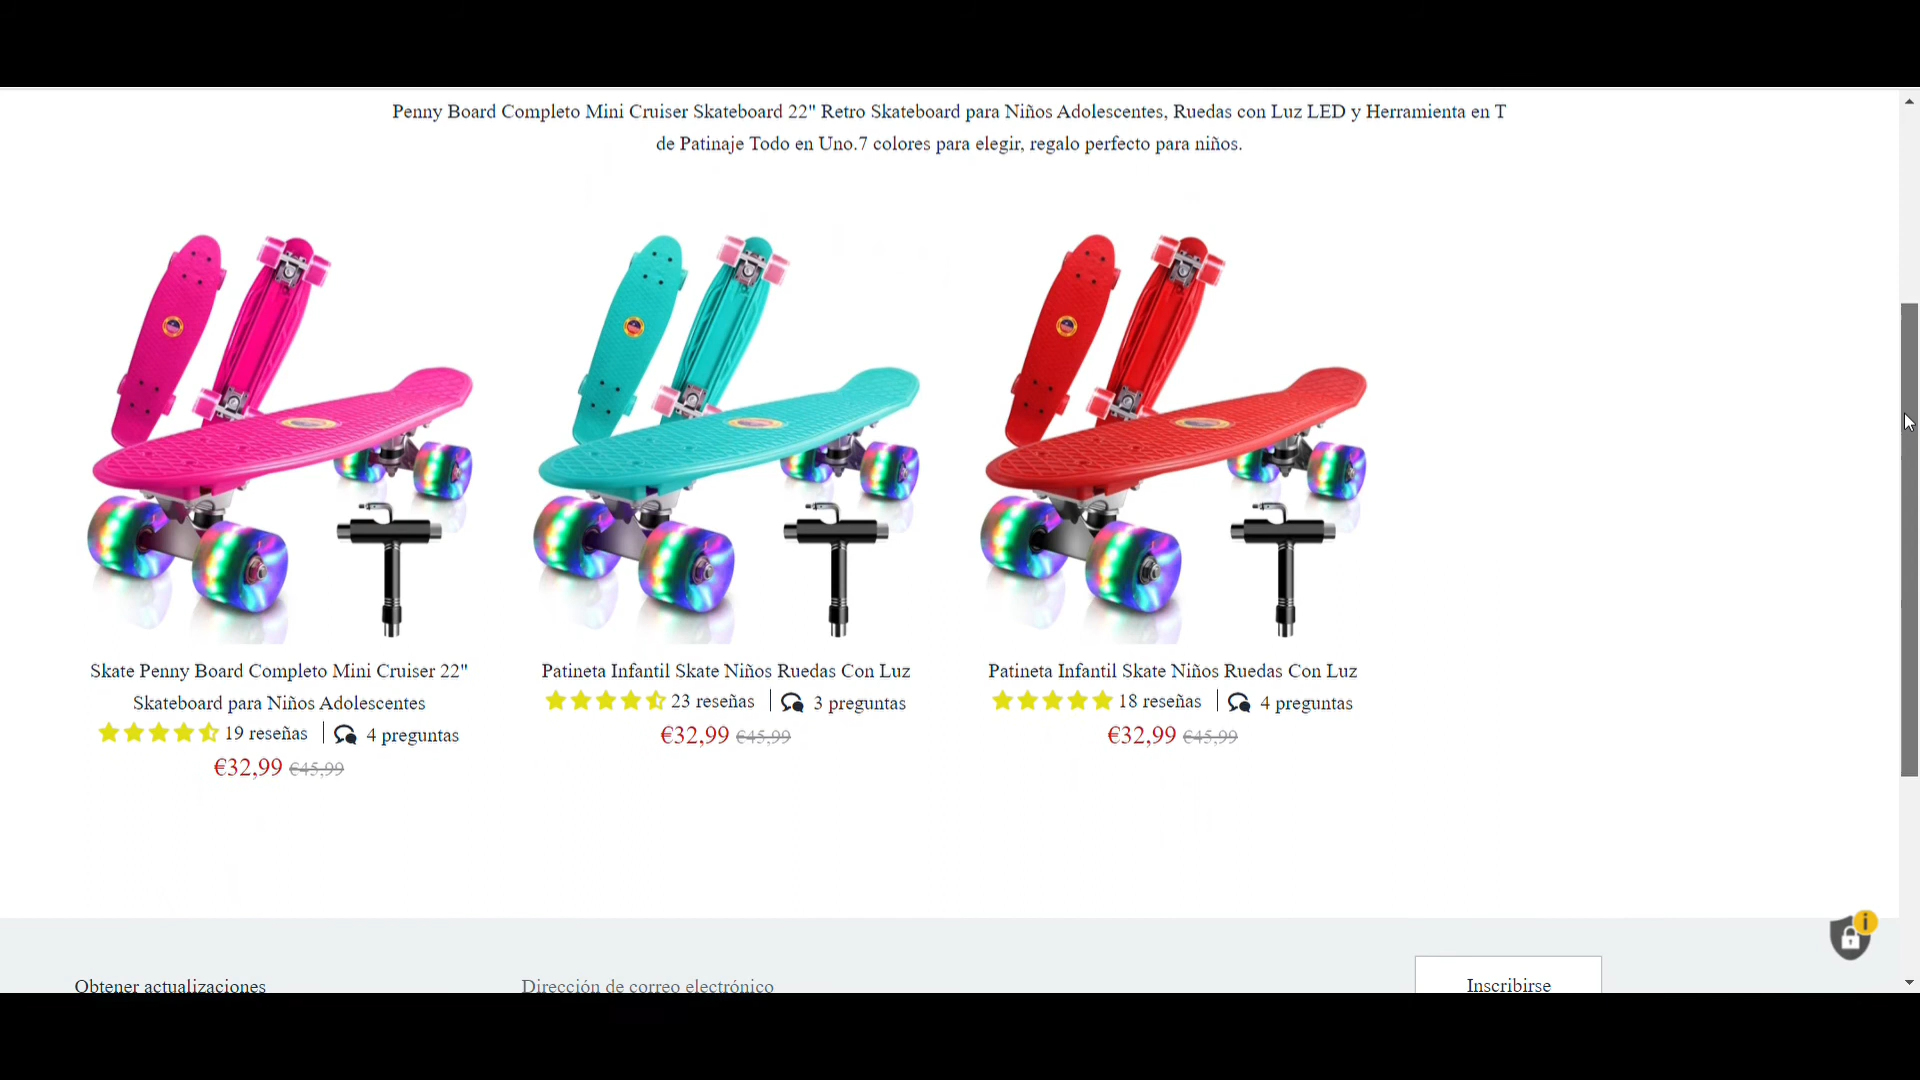 Penny Board Completo Mini Cruiser Skateboard 22" Retro Skateboard para Niños Adolescentes, Ruedas con Luz LED y Herramienta en T
de Patinaje Todo en Uno.7 colores para elegir, regalo perfecto para niños.
Skate Penny Board Completo Mini Cruiser 22"
Skateboard para Niños Adolescentes
19 reseñas
4 preguntas
€32,99 €45,99
Patineta Infantil Skate Niños Ruedas Con Luz
23 reseñas
3 preguntas
€32,99 €45,99
Patineta Infantil Skate Niños Ruedas Con Luz
18 reseñas
4 preguntas
€32,99 €45,99
Obtener actualizaciones
Dirección de correo electrónico
Inscribirse